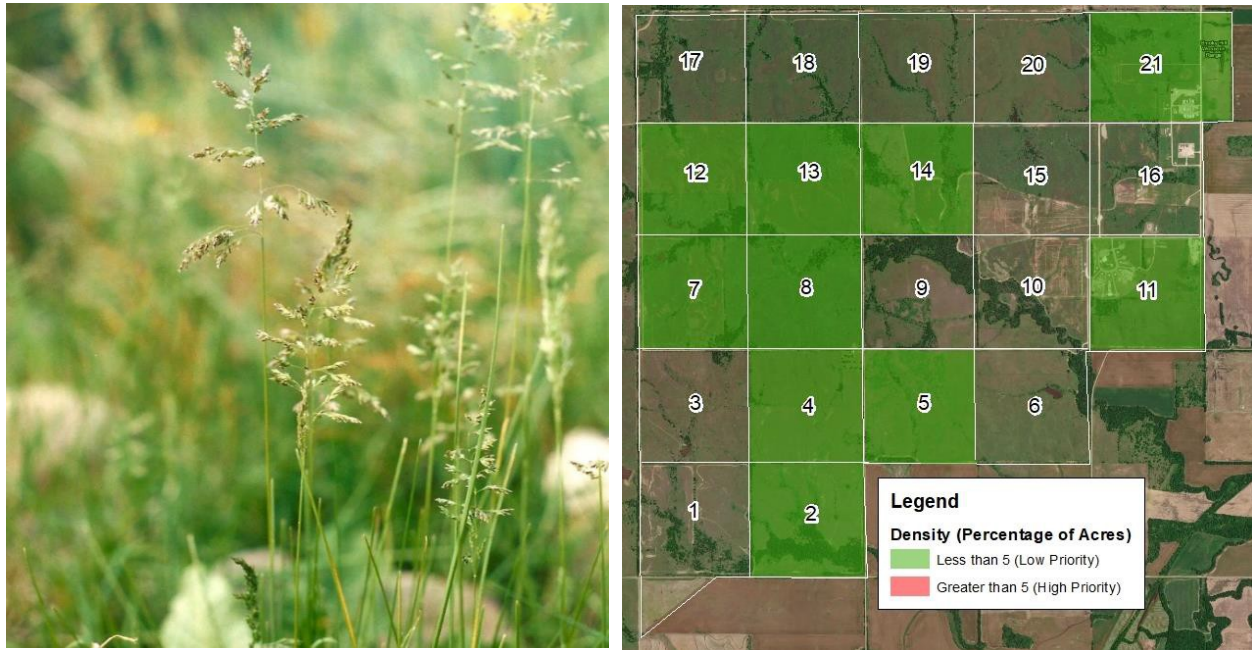 17 18 19 20 21
12 13 14 15 16
7 8 9 10 11
3 4 5 6
1 2
Legend
Density (Percentage of Acres)
Less than 5 (Low Priority)
Greater than 5 (High Priority)